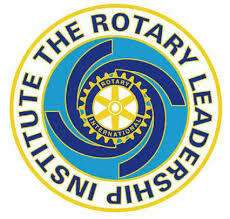 THE ROTARY LEADERSHIP INSTITUTE
ROTARY
INTERNATIONAL